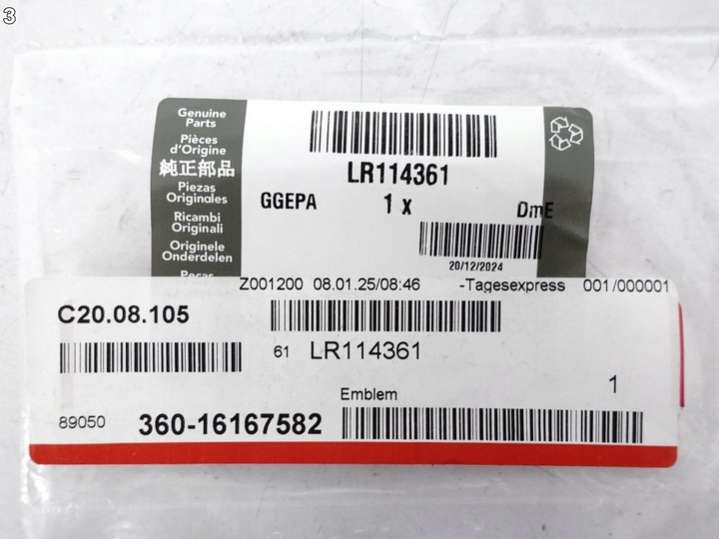 3
Genuine
Parts
Pièces
d'Origine
純正部品
Piezas
Originales
Ricambi
Originali
Originele
Onderdelen
Peças
LR114361
GGEPA 1 x DmE
20/12/2024
Z001200 08.01.25/08:46 -Tagesexpress 001/000001
C20.08.105
61 LR114361
Emblem 1
89050 360-16167582